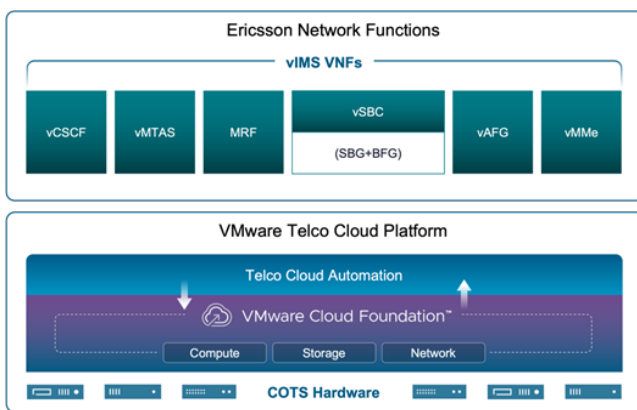 Ericsson Network Functions
vIMS VNFs
vCSCF
vMTAS
MRF
vSBC
(SBG+BFG)
vAFG
vMMe
VMware Telco Cloud Platform
Telco Cloud Automation
VMware Cloud Foundation™
Compute
Storage
Network
COTS Hardware